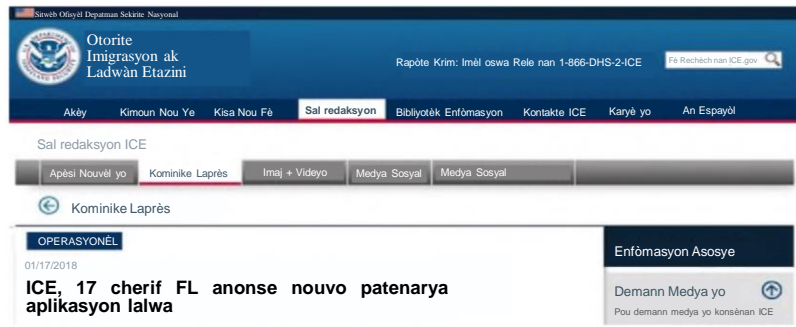 Sitwèb Ofisyèl Depatman Sekirite Nasyonal
Otorite
Imigrasyon ak
Ladwàn Etazini
Rapòte Krim: Imèl oswa Rele nan 1-866-DHS-2-ICE
Fè Rechèch nan ICE.gov
Akèy Kimoun Nou Ye Kisa Nou Fè Sal redaksyon Bibliyotèk Enfòmasyon Kontakte ICE Karyè yo An Espayòl
Sal redaksyon ICE
Apèsi Nouvèl yo Kominike Laprès Imaj + Videyo Medya Sosyal Medya Sosyal
Kominike Laprès
OPERASYONÈL
01/17/2018
ICE, 17 cherif FL anonse nouvo patenarya
aplikasyon lalwa
Enfòmasyon Asosye
Demann Medya yo
Pou demann medya yo konsènan ICE